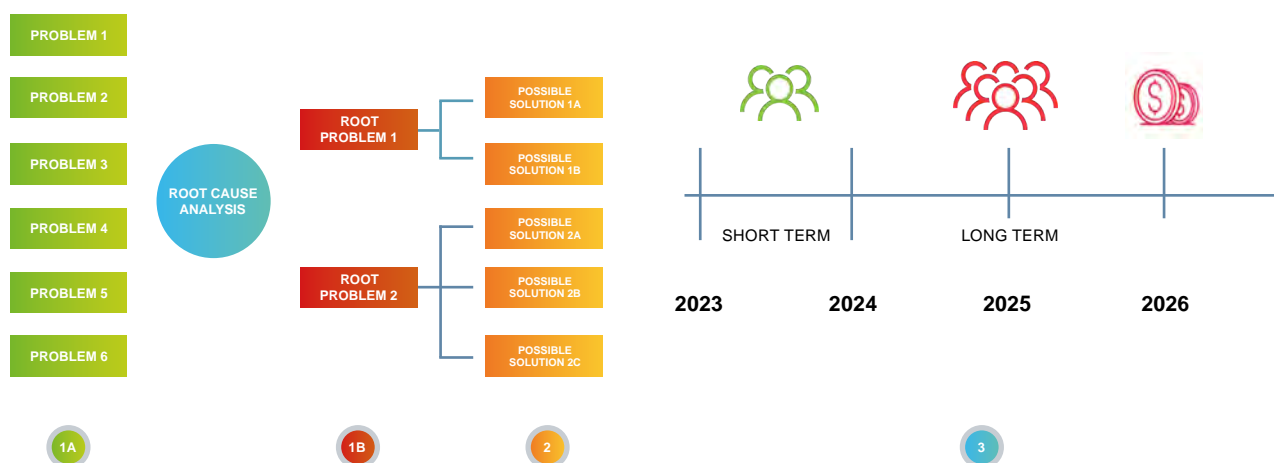 PROBLEM 1
PROBLEM 2
PROBLEM 3
PROBLEM 4
PROBLEM 5
PROBLEM 6
ROOT CAUSE
ANALYSIS
ROOT
PROBLEM 1
ROOT
PROBLEM 2
POSSIBLE
SOLUTION 1A
POSSIBLE
SOLUTION 1B
POSSIBLE
SOLUTION 2A
POSSIBLE
SOLUTION 2B
POSSIBLE
SOLUTION 2C
$
SHORT TERM
LONG TERM
2023
2024
2025
2026
1A
1B
2
3